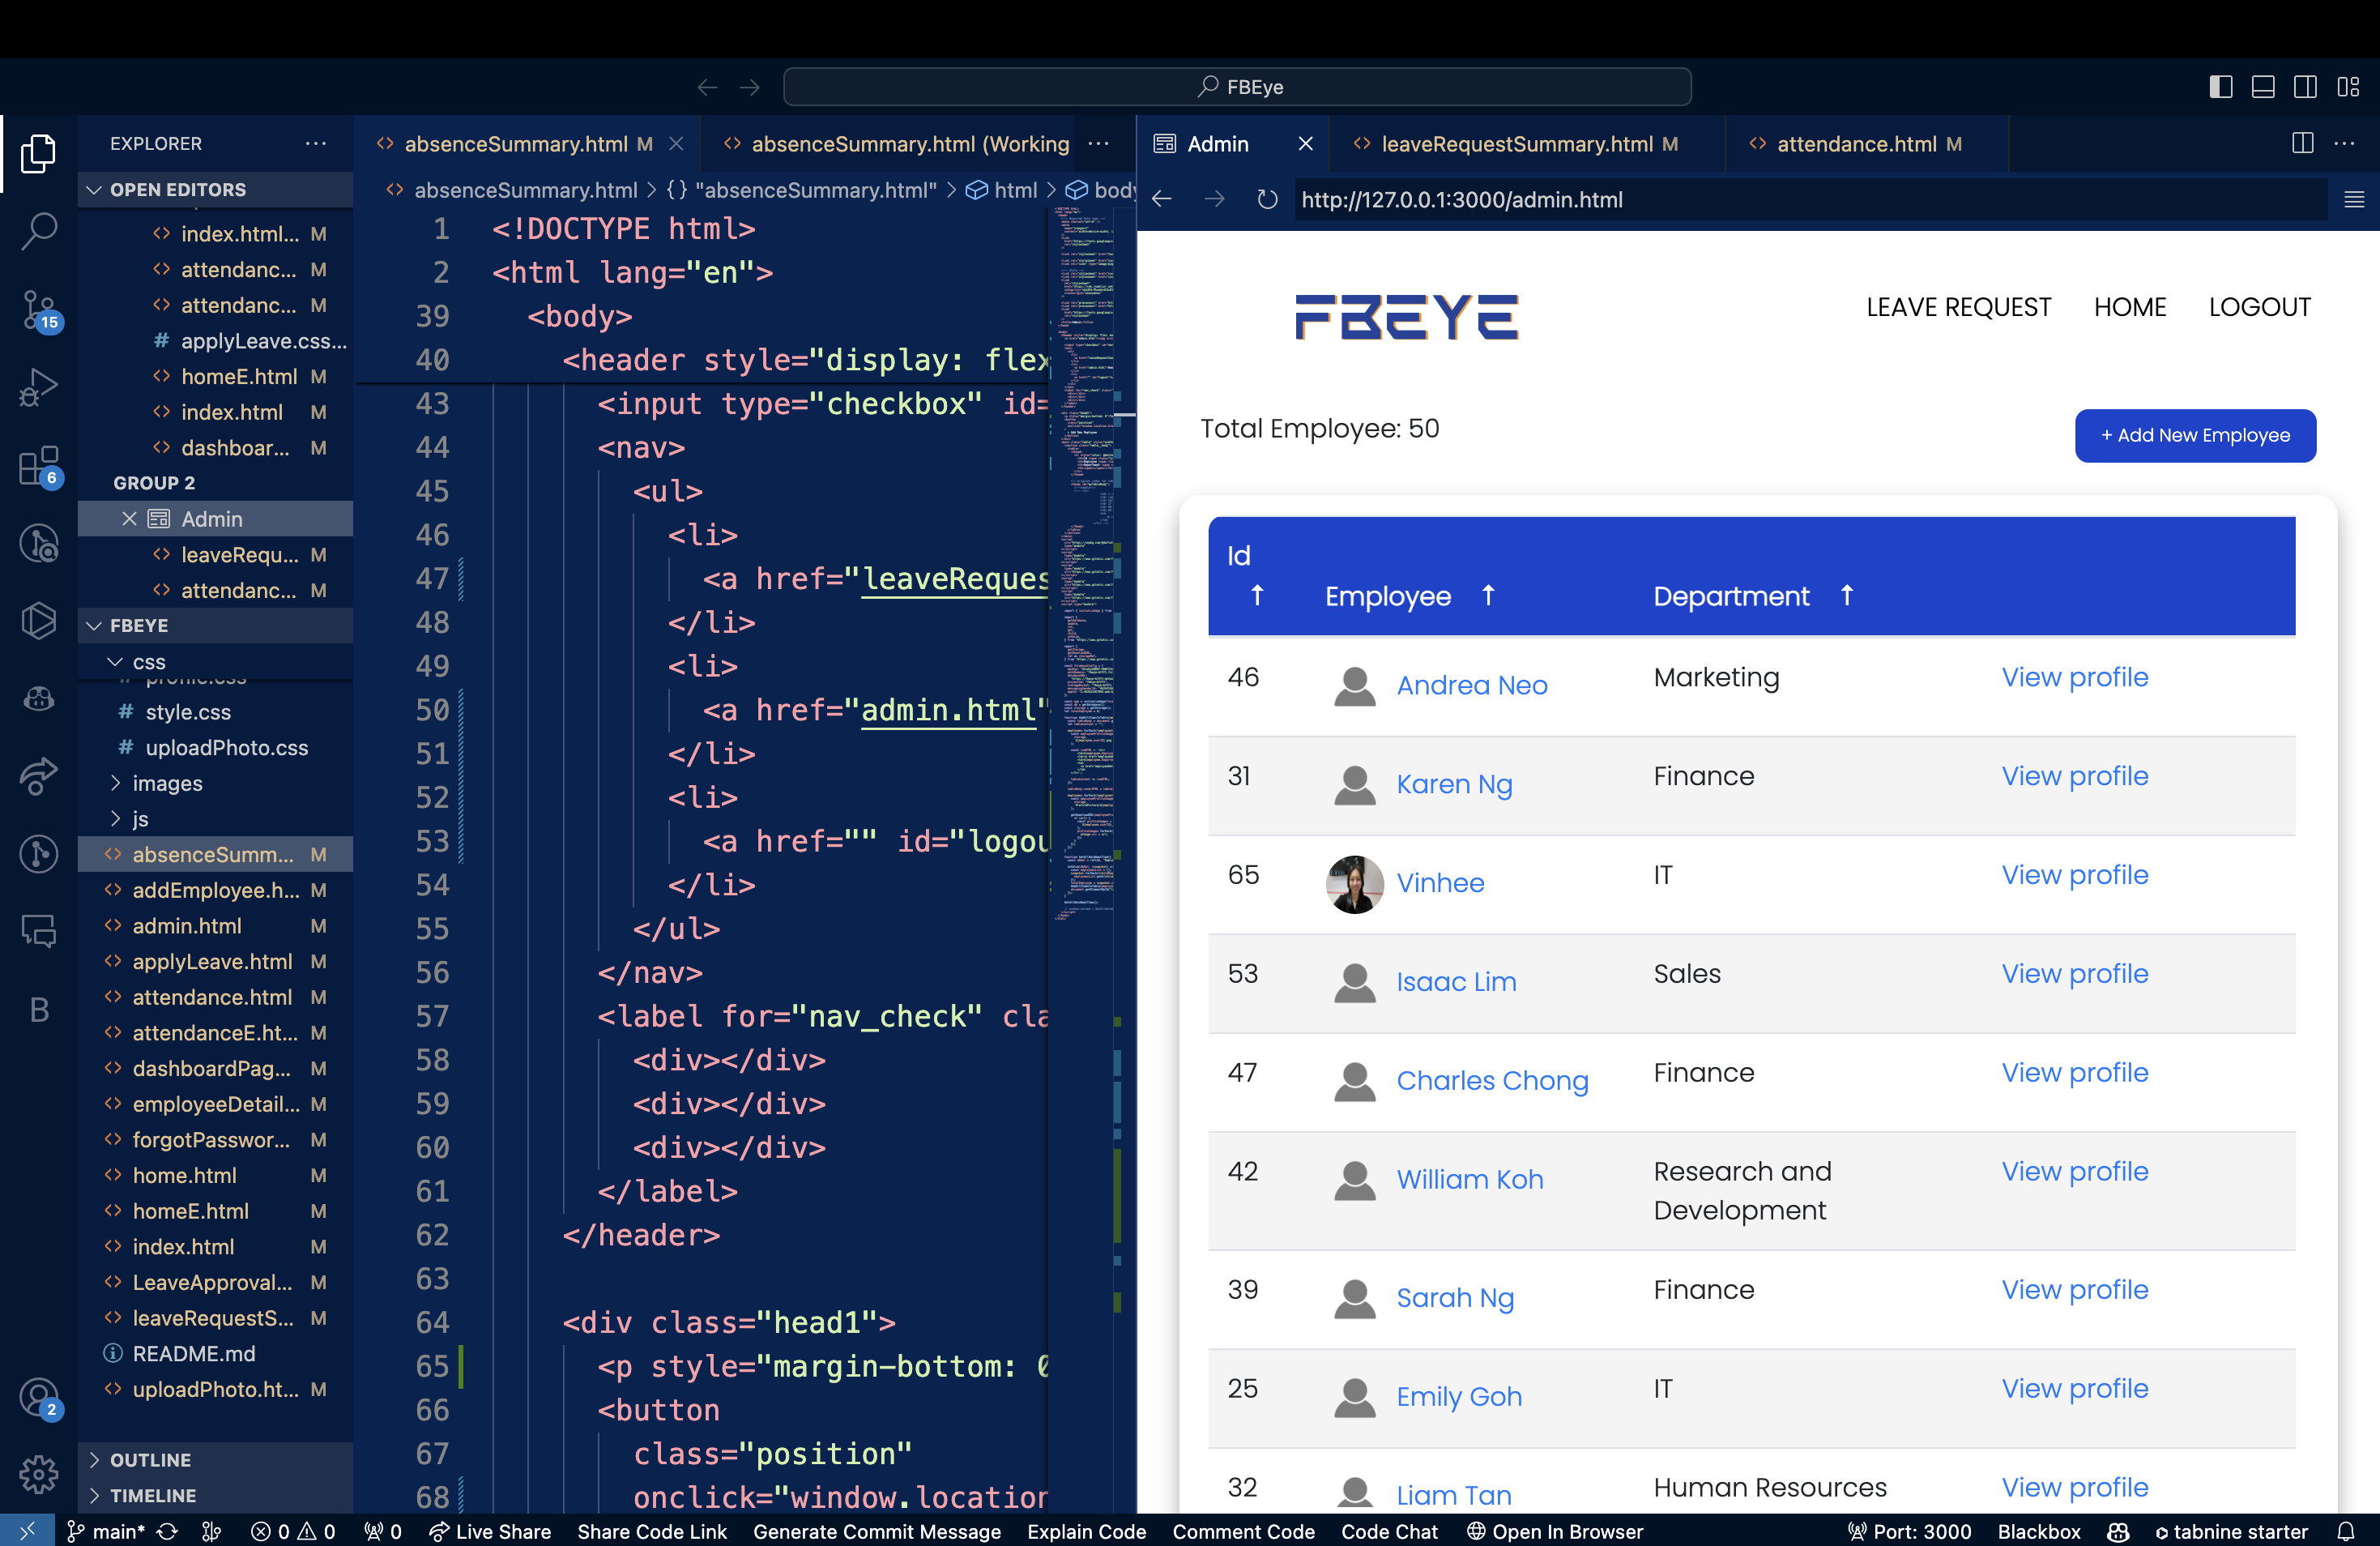 FBEye
EXPLORER
OPEN EDITORS
index.html... M
attendanc... M
attendanc... M
# applyLeave.css...
homeE.html M
index.html M
dashboar... M
GROUP 2
Admin
leaveRequ... M
attendanc... M
FBEYE
css
# profile.css
# style.css
# uploadPhoto.css
images
js
absenceSumm... M
addEmployee.h... M
admin.html M
applyLeave.html M
attendance.html M
attendanceE.ht... M
dashboardPag... M
employeeDetail... M
forgotPasswor... M
home.html M
homeE.html M
index.html M
LeaveApproval... M
leaveRequestS... M
README.md
uploadPhoto.ht... M
OUTLINE
TIMELINE
15
6
B
2
absenceSummary.html M
absenceSummary.html (Working
absenceSummary.html > {} "absenceSummary.html" > html > body
1 <!DOCTYPE html>
2 <html lang="en">
39 <body>
40 <header style="display: flex
43 <input type="checkbox" id=
44 <nav>
45 <ul>
46 <li>
47 <a href="leaveReques
48 </li>
49 <li>
50 <a href="admin.html"
51 </li>
52 <li>
53 <a href="" id="logou
54 </li>
55 </ul>
56 </nav>
57 <label for="nav_check" cla
58 <div></div>
59 <div></div>
60 <div></div>
61 </label>
62 </header>
63
64 <div class="head1">
65 <p style="margin-bottom: 0
66 <button
67 class="position"
68 onclick="window.location
Admin
leaveRequestSummary.html M
attendance.html M
http://127.0.0.1:3000/admin.html
FBEYE
LEAVE REQUEST HOME LOGOUT
Total Employee: 50
+ Add New Employee
Id ↑ Employee ↑ Department ↑
46 Andrea Neo Marketing View profile
31 Karen Ng Finance View profile
65 Vinhee IT View profile
53 Isaac Lim Sales View profile
47 Charles Chong Finance View profile
42 William Koh Research and Development View profile
39 Sarah Ng Finance View profile
25 Emily Goh IT View profile
32 Liam Tan Human Resources View profile
main* 0 0 0 Live Share Share Code Link Generate Commit Message Explain Code Comment Code Code Chat Open In Browser Port: 3000 Blackbox tabnine starter